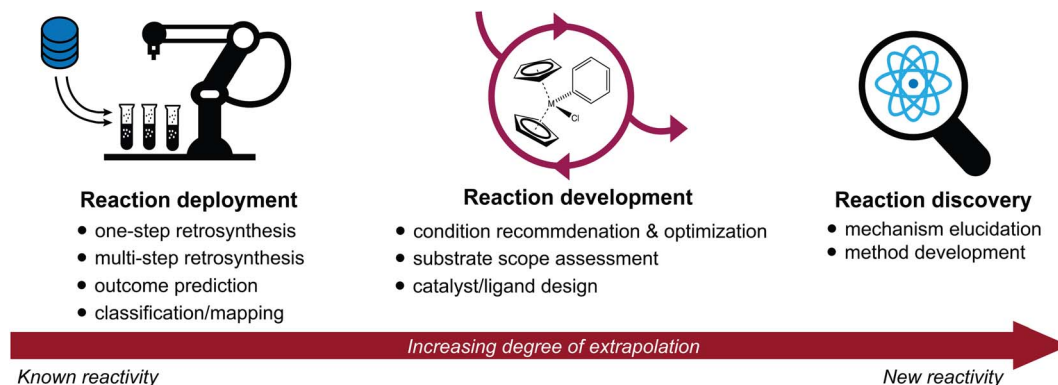 M
Cl
Reaction deployment
• one-step retrosynthesis
• multi-step retrosynthesis
• outcome prediction
• classification/mapping
Reaction development
• condition recommdenation & optimization
• substrate scope assessment
• catalyst/ligand design
Reaction discovery
• mechanism elucidation
• method development
Increasing degree of extrapolation
Known reactivity
New reactivity